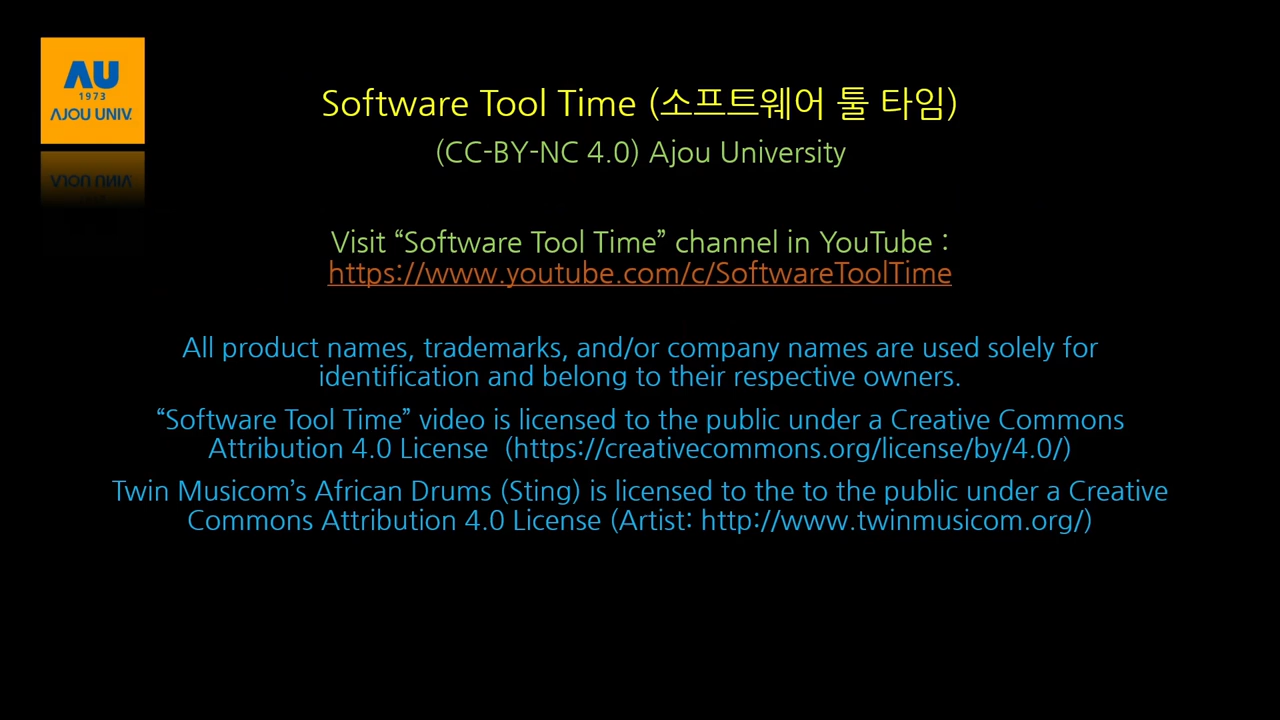 AU
1973
AJOU UNIV.
Software Tool Time (소프트웨어 툴 타임)
(CC-BY-NC 4.0) Ajou University
Visit “Software Tool Time” channel in YouTube :
https://www.youtube.com/c/SoftwareToolTime
All product names, trademarks, and/or company names are used solely for
identification and belong to their respective owners.
“Software Tool Time” video is licensed to the public under a Creative Commons
Attribution 4.0 License  (https://creativecommons.org/license/by/4.0/)
Twin Musicom’s African Drums (Sting) is licensed to the to the public under a Creative
Commons Attribution 4.0 License (Artist: http://www.twinmusicom.org/)